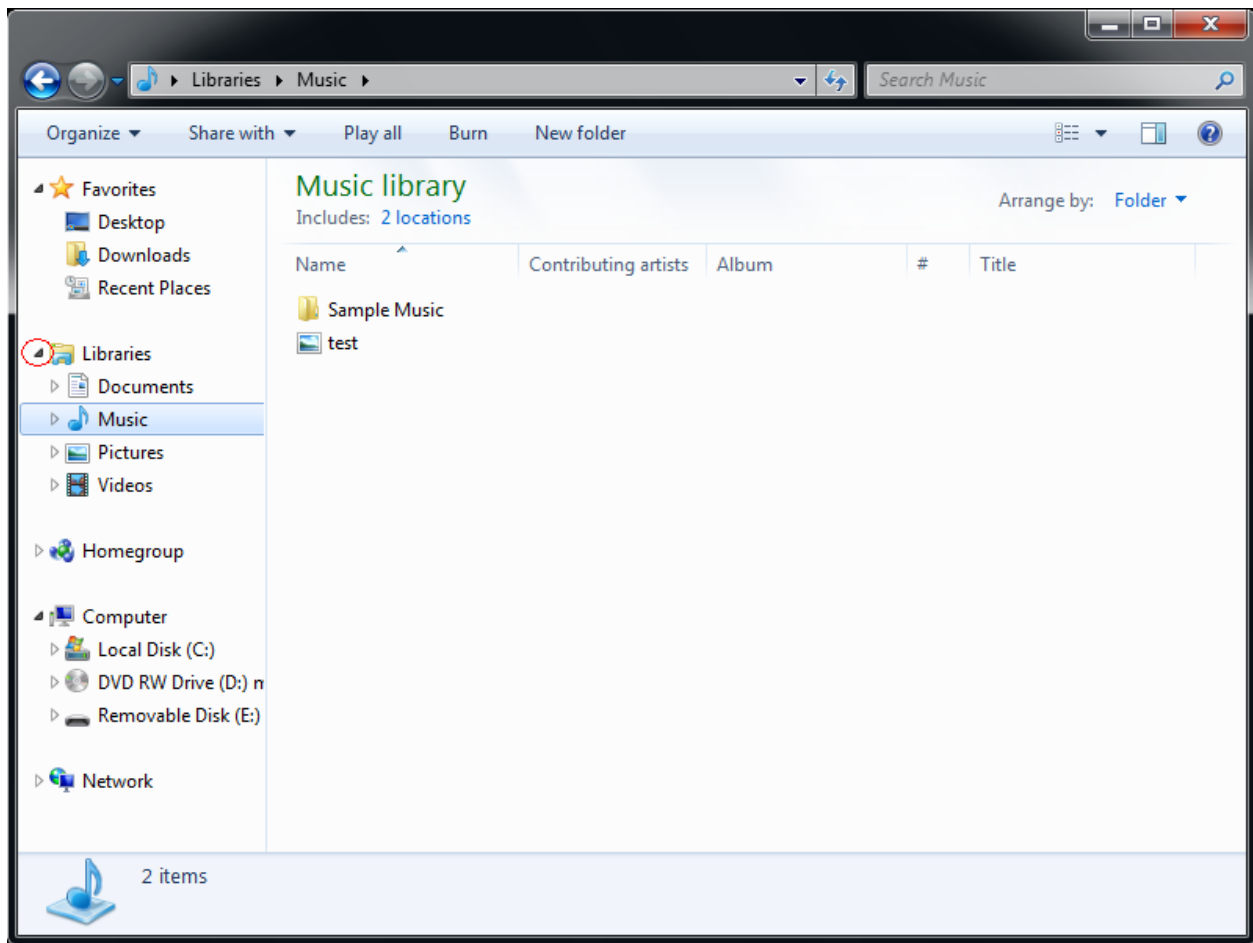 Libraries Music
Search Music
Organize Share with Play all Burn New folder
Favorites
Desktop
Downloads
Recent Places
Libraries
Documents
Music
Pictures
Videos
Homegroup
Computer
Local Disk (C:)
DVD RW Drive (D:) m
Removable Disk (E:)
Network
Music library
Includes: 2 locations
Arrange by: Folder
Name Contributing artists Album # Title
Sample Music
test
2 items